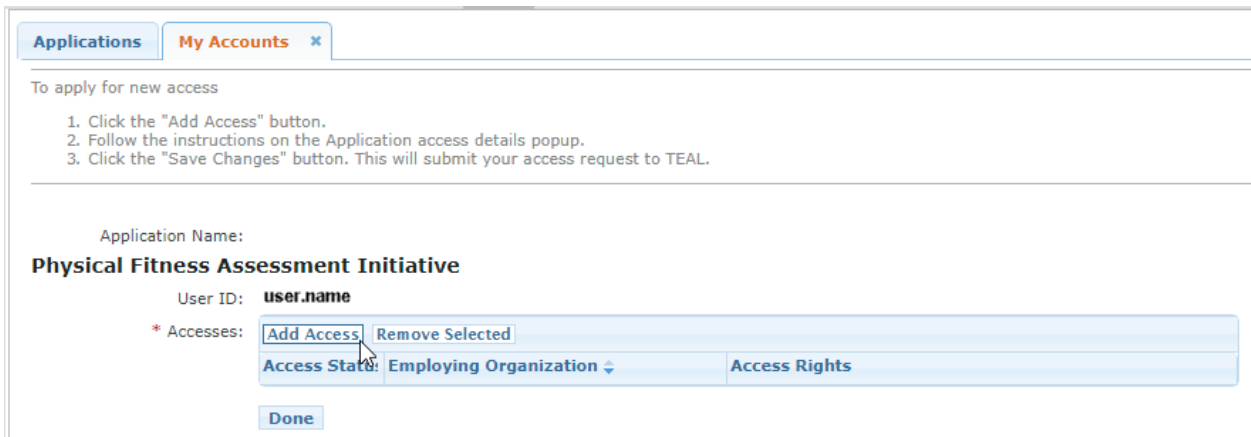 Applications My Accounts ×
To apply for new access
1. Click the "Add Access" button.
2. Follow the instructions on the Application access details popup.
3. Click the "Save Changes" button. This will submit your access request to TEAL.
Application Name:
Physical Fitness Assessment Initiative
User ID: user.name
* Accesses: Add Access Remove Selected
Access Status Employing Organization Access Rights
Done